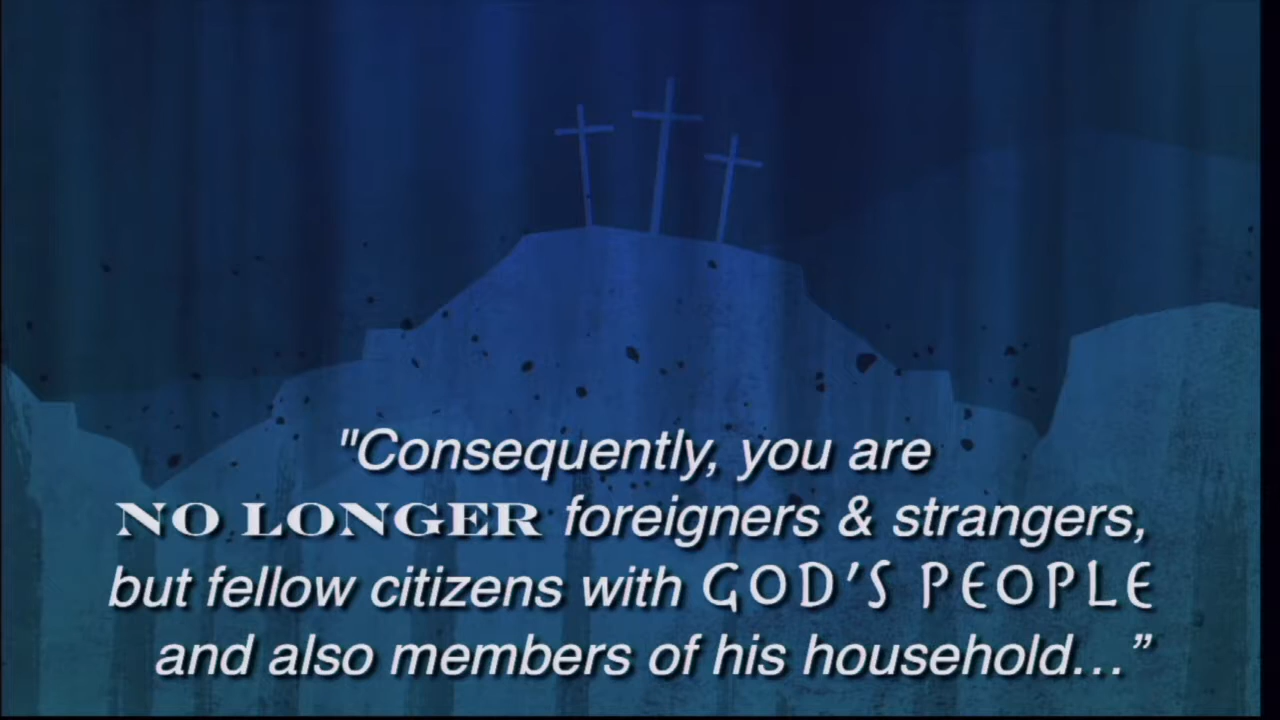 "Consequently, you are
NO LONGER foreigners & strangers,
but fellow citizens with GOD'S PEOPLE
and also members of his household…”